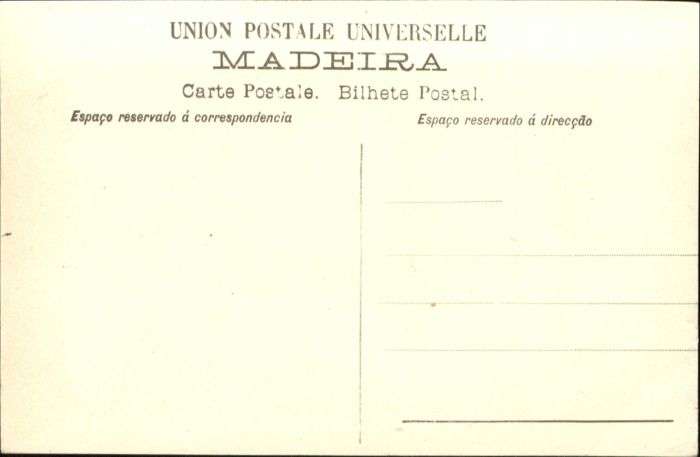 UNION POSTALE UNIVERSELLE
MADEIRA
Carte Postale. Bilhete Postal.
Espaço reservado á correspondencia
Espaço reservado á direcção